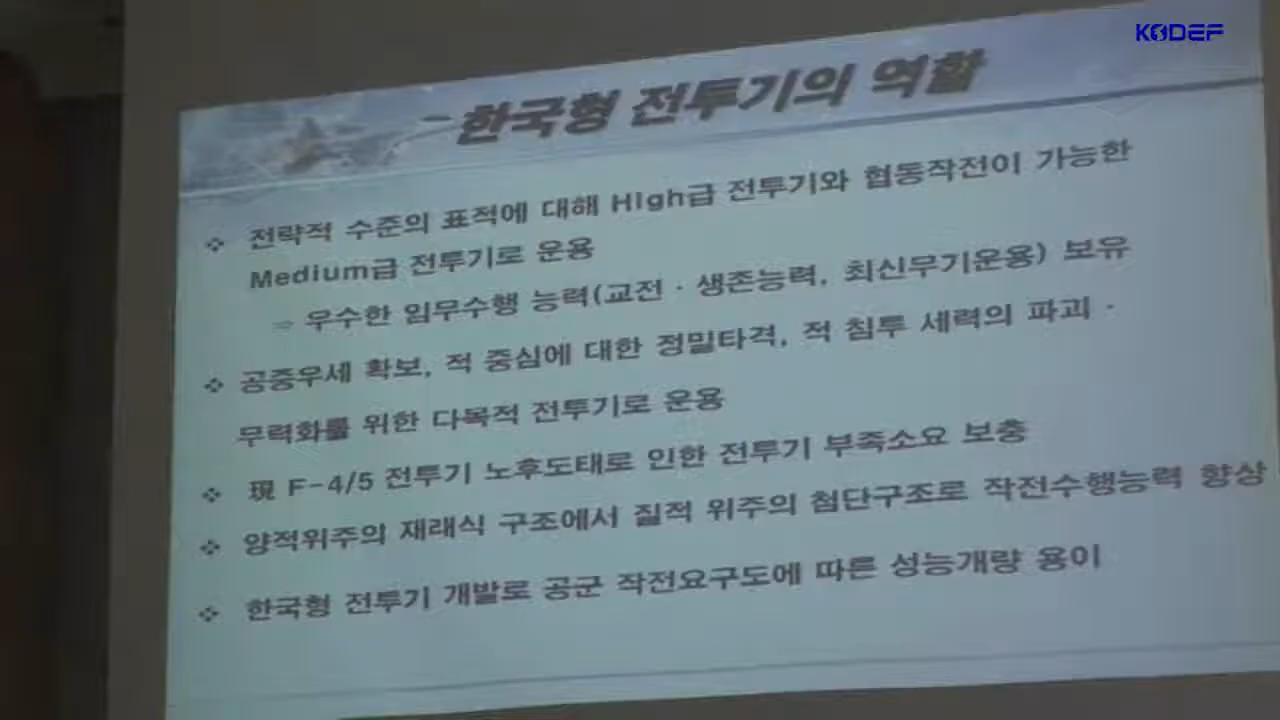 KODEF
한국형 전투기의 역할
❖ 전략적 수준의 표적에 대해 High급 전투기와 협동작전이 가능한
Medium급 전투기로 운용
⇒ 우수한 임무수행 능력(교전 · 생존능력, 최신무기운용) 보유
❖ 공중우세 확보, 적 중심에 대한 정밀타격, 적 침투 세력의 파괴 ·
무력화를 위한 다목적 전투기로 운용
❖ 現 F-4/5 전투기 노후도태로 인한 전투기 부족소요 보충
❖ 양적위주의 재래식 구조에서 질적 위주의 첨단구조로 작전수행능력 향상
❖ 한국형 전투기 개발로 공군 작전요구도에 따른 성능개량 용이